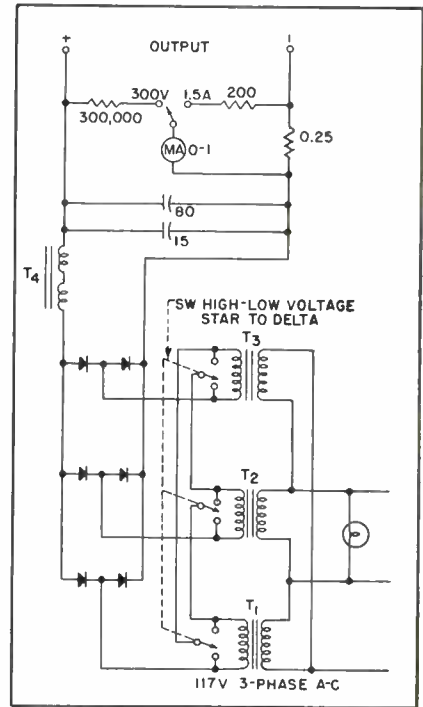 + −
OUTPUT
300V 1.5A 200
300,000
MA 0-1
0.25
80
15
T4
SW HIGH-LOW VOLTAGE
STAR TO DELTA
T3
T2
T1
117V 3-PHASE A-C